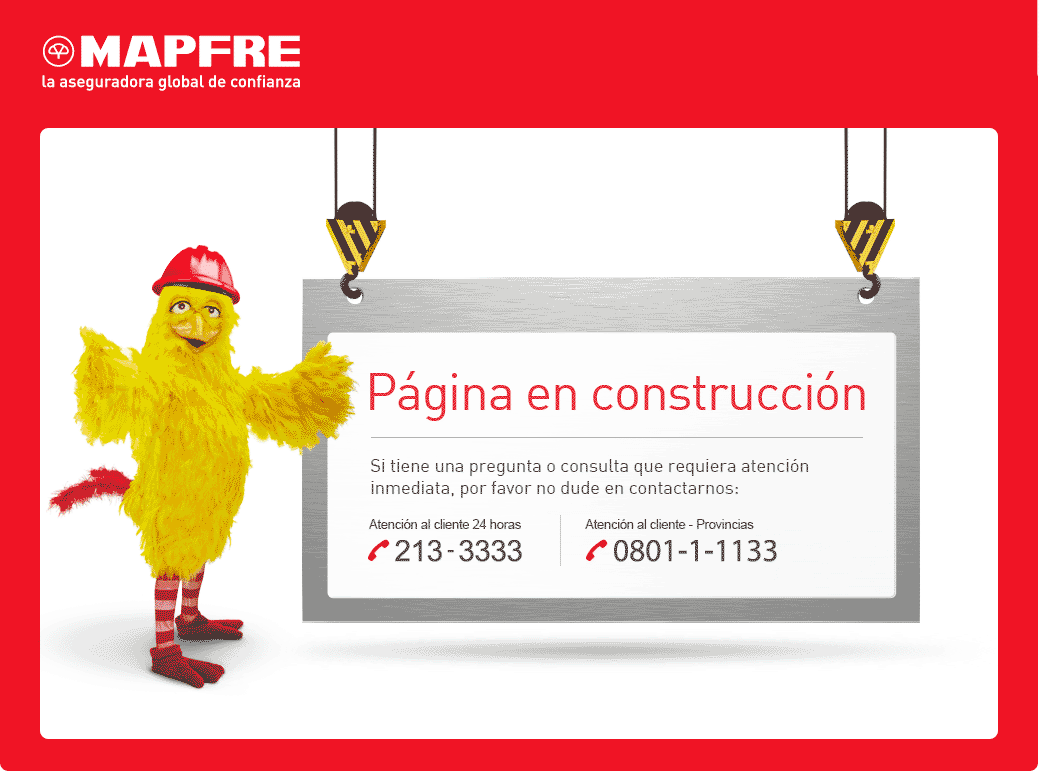 MAPFRE
la aseguradora global de confianza
Página en construcción
Si tiene una pregunta o consulta que requiera atención
inmediata, por favor no dude en contactarnos:
Atención al cliente 24 horas
213-3333
Atención al cliente - Provincias
0801-1-1133